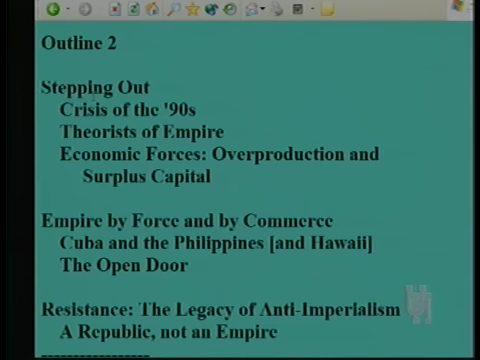 Outline 2
Stepping Out
Crisis of the '90s
Theorists of Empire
Economic Forces: Overproduction and
Surplus Capital
Empire by Force and by Commerce
Cuba and the Philippines [and Hawaii]
The Open Door
Resistance: The Legacy of Anti-Imperialism
A Republic, not an Empire
-----------------